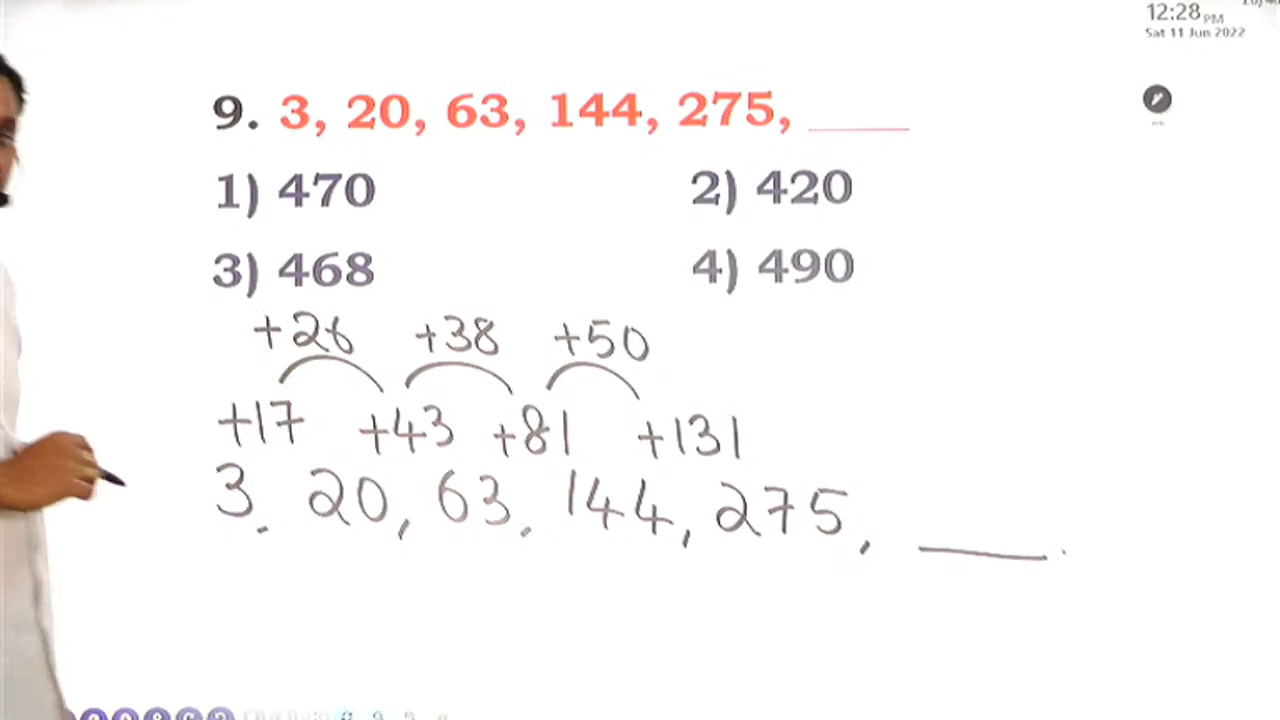 12:28 PM
Sat 11 Jun 2022
9. 3, 20, 63, 144, 275, ____
1) 470 2) 420
3) 468 4) 490
+26 +38 +50
+17 +43 +81 +131
3, 20, 63, 144, 275, ____